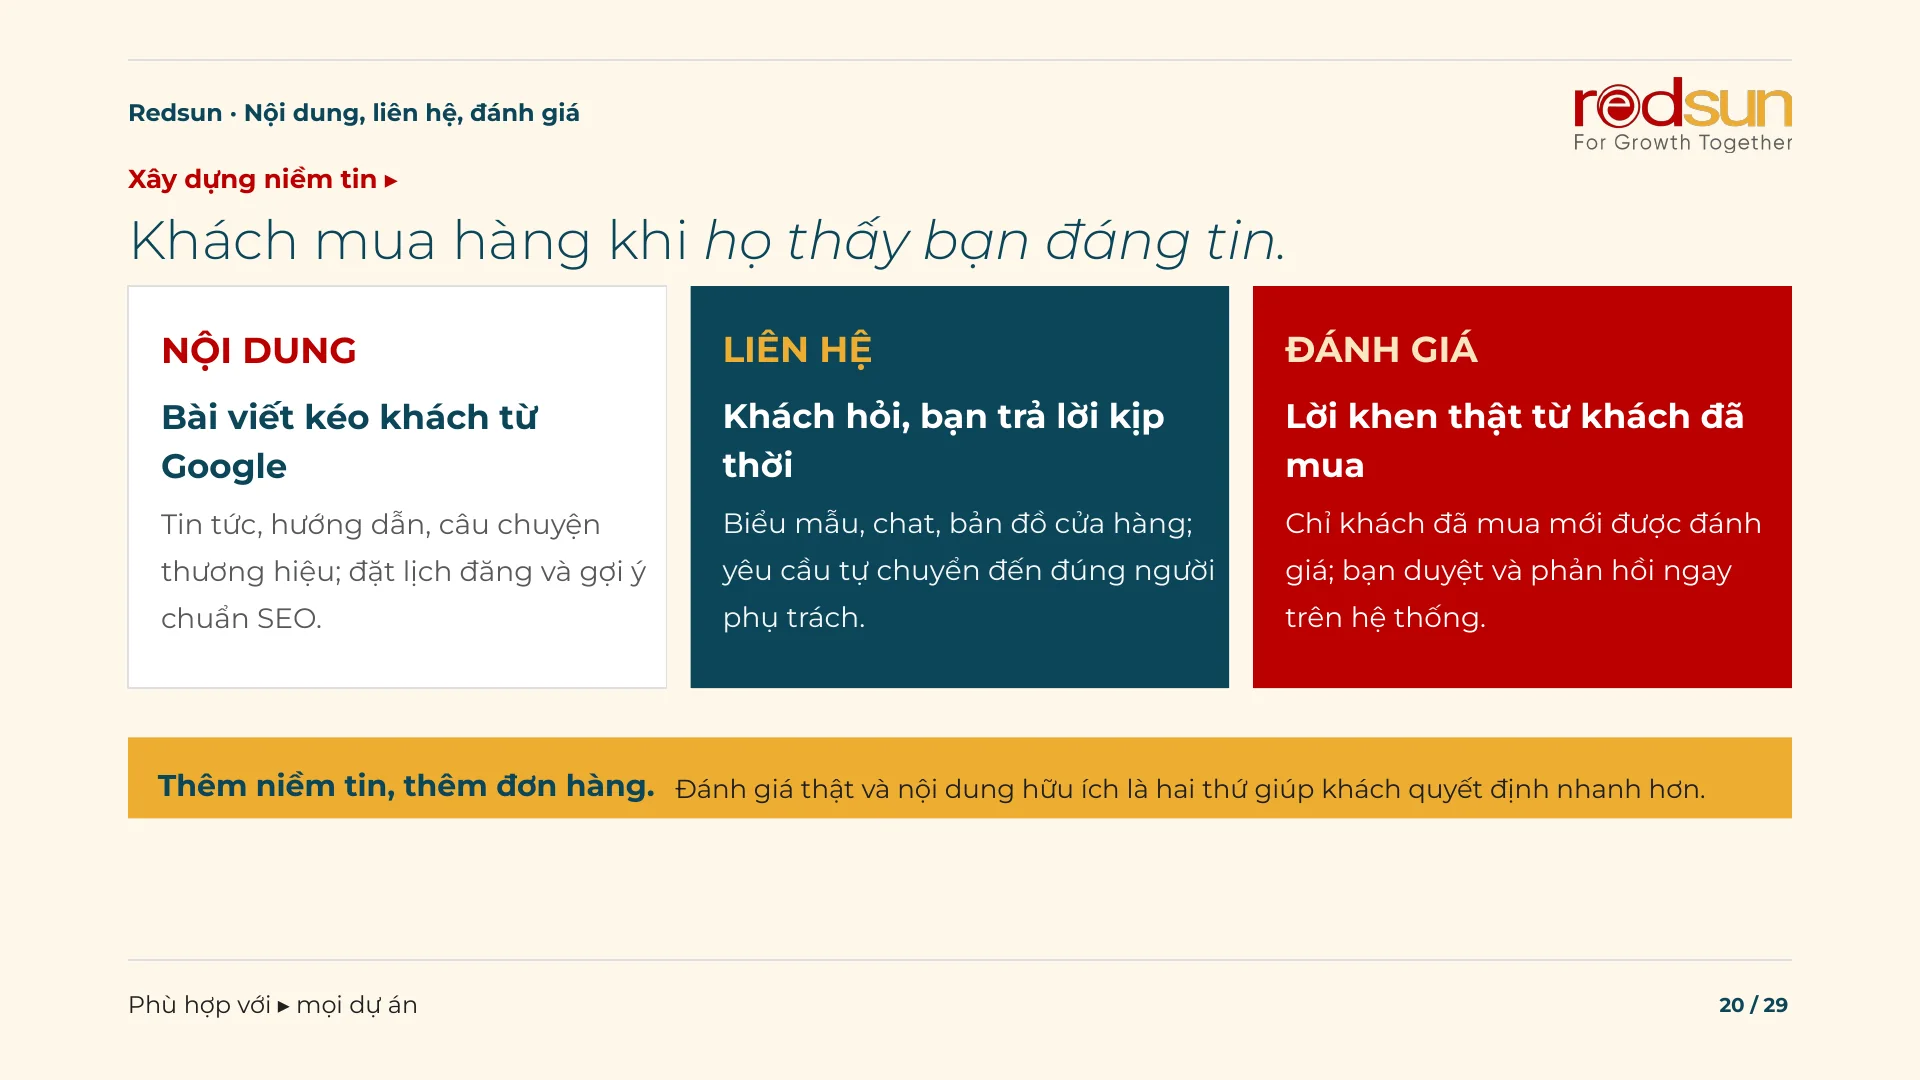 Redsun · Nội dung, liên hệ, đánh giá
redsun
For Growth Together
Xây dựng niềm tin ▸
Khách mua hàng khi họ thấy bạn đáng tin.
NỘI DUNG
Bài viết kéo khách từ
Google
Tin tức, hướng dẫn, câu chuyện
thương hiệu; đặt lịch đăng và gợi ý
chuẩn SEO.
LIÊN HỆ
Khách hỏi, bạn trả lời kịp
thời
Biểu mẫu, chat, bản đồ cửa hàng;
yêu cầu tự chuyển đến đúng người
phụ trách.
ĐÁNH GIÁ
Lời khen thật từ khách đã
mua
Chỉ khách đã mua mới được đánh
giá; bạn duyệt và phản hồi ngay
trên hệ thống.
Thêm niềm tin, thêm đơn hàng. Đánh giá thật và nội dung hữu ích là hai thứ giúp khách quyết định nhanh hơn.
Phù hợp với ▸ mọi dự án
20 / 29